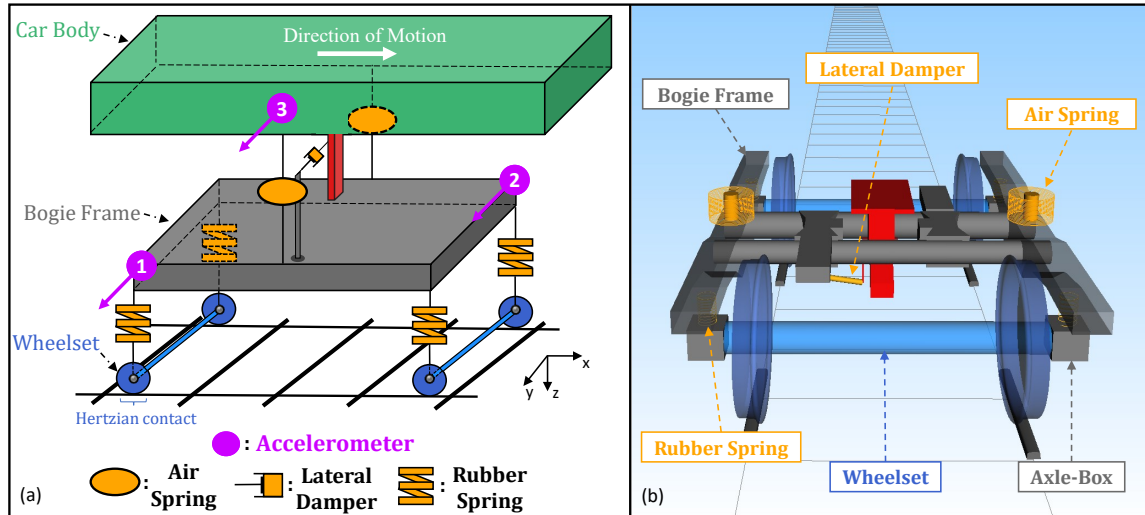 Car Body
Direction of Motion
3
2
Bogie Frame
1
Wheelset
Hertzian contact
x
y
z
: Accelerometer
: Air
Spring
: Lateral
Damper
: Rubber
Spring
(a)
Lateral Damper
Bogie Frame
Air Spring
Rubber Spring
Wheelset
Axle-Box
(b)